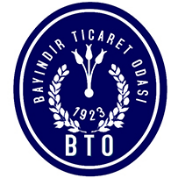 BAYINDIR TİCARET ODASI
1923
BTO